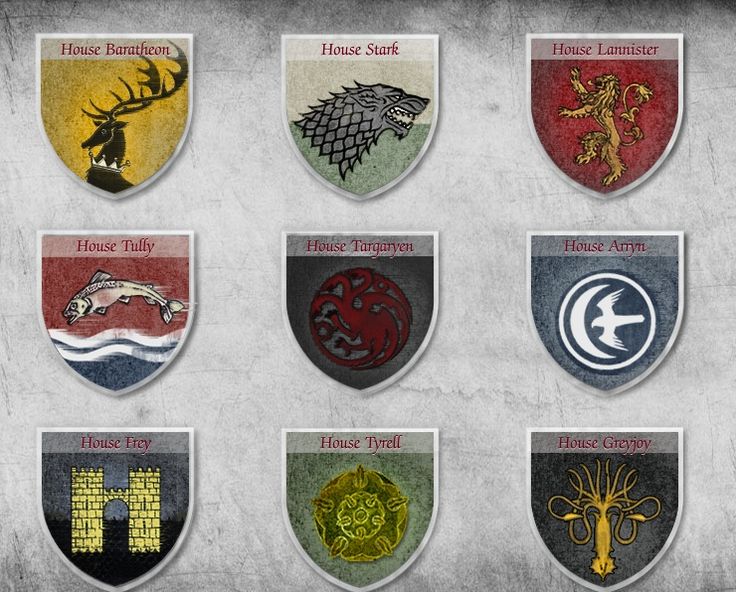 House Baratheon
House Stark
House Lannister
House Tully
House Targaryen
House Arryn
House Frey
House Tyrell
House Greyjoy